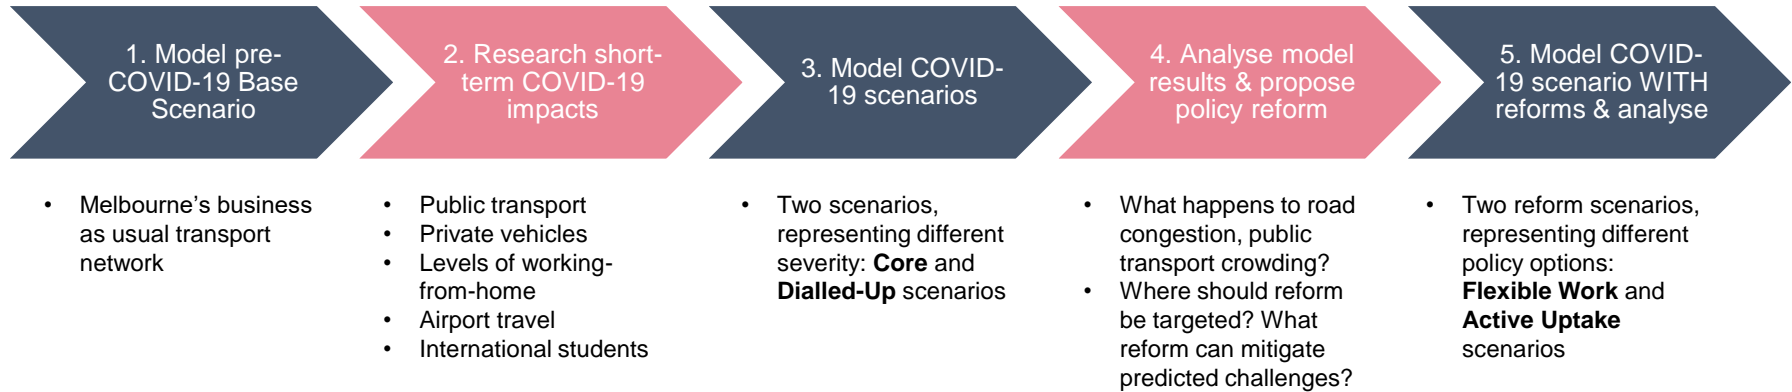 1. Model pre-
COVID-19 Base
Scenario
2. Research short-
term COVID-19
impacts
3. Model COVID-
19 scenarios
4. Analyse model
results & propose
policy reform
5. Model COVID-
19 scenario WITH
reforms & analyse
• Melbourne's business
as usual transport
network
• Public transport
• Private vehicles
• Levels of working-
from-home
• Airport travel
• International students
• Two scenarios,
representing different
severity: Core and
Dialled-Up scenarios
• What happens to road
congestion, public
transport crowding?
• Where should reform
be targeted? What
reform can mitigate
predicted challenges?
• Two reform scenarios,
representing different
policy options:
Flexible Work and
Active Uptake
scenarios